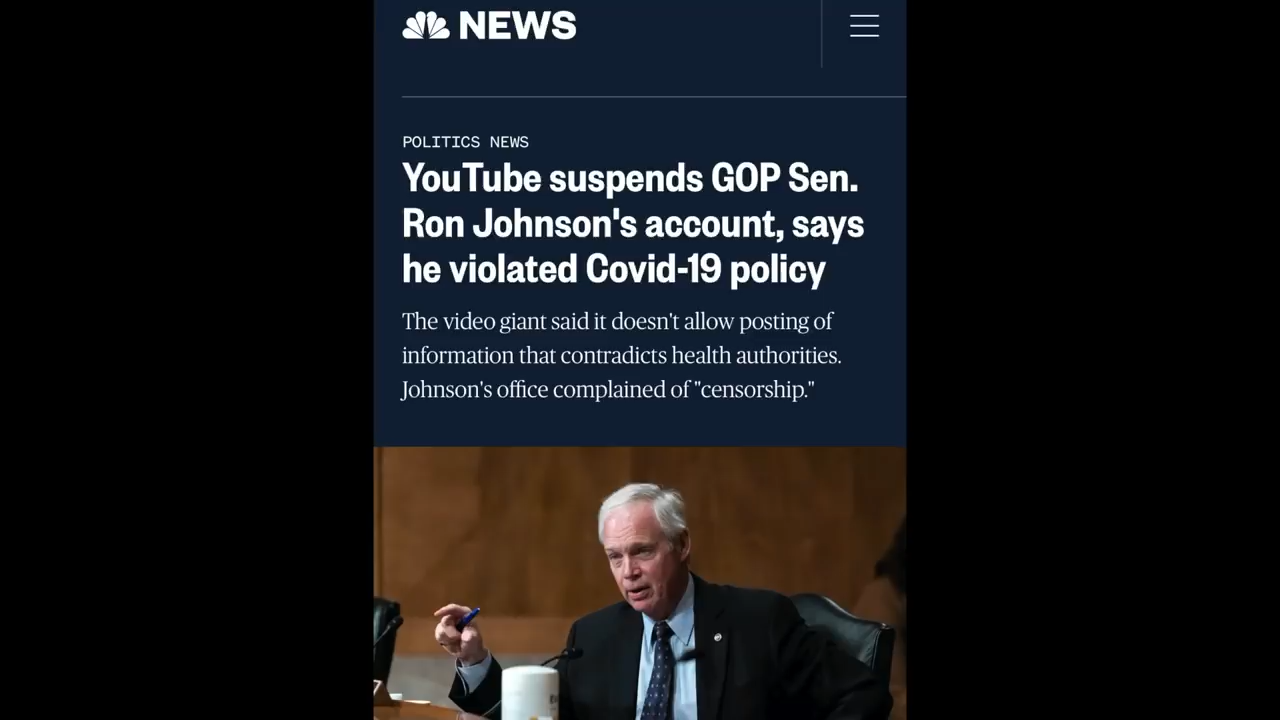 NEWS
POLITICS NEWS
YouTube suspends GOP Sen.
Ron Johnson's account, says
he violated Covid-19 policy
The video giant said it doesn't allow posting of
information that contradicts health authorities.
Johnson's office complained of "censorship."